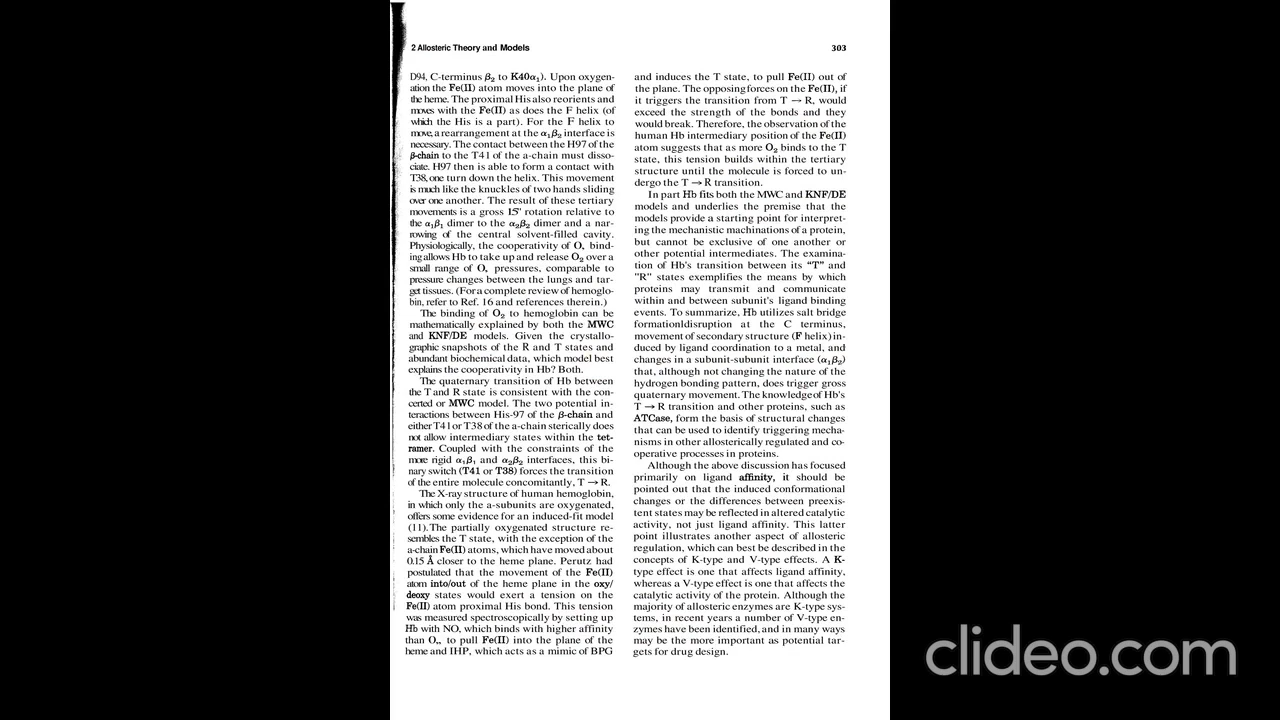 2 Allosteric Theory and Models
303
D94, C-terminus β₂ to K40α₁). Upon oxygen-
ation the Fe(II) atom moves into the plane of
the heme. The proximal His also reorients and
moves with the Fe(II) as does the F helix (of
which the His is a part). For the F helix to
move, a rearrangement at the α₁β₂ interface is
necessary. The contact between the H97 of the
β-chain to the T41 of the a-chain must disso-
ciate. H97 then is able to form a contact with
T38, one turn down the helix. This movement
is much like the knuckles of two hands sliding
over one another. The result of these tertiary
movements is a gross 15° rotation relative to
the α₁β₁ dimer to the α₂β₂ dimer and a nar-
rowing of the central solvent-filled cavity.
Physiologically, the cooperativity of O, bind-
ing allows Hb to take up and release O₂ over a
small range of O, pressures, comparable to
pressure changes between the lungs and tar-
get tissues. (For a complete review of hemoglo-
bin, refer to Ref. 16 and references therein.)
The binding of O₂ to hemoglobin can be
mathematically explained by both the MWC
and KNF/DE models. Given the crystallo-
graphic snapshots of the R and T states and
abundant biochemical data, which model best
explains the cooperativity in Hb? Both.
The quaternary transition of Hb between
the T and R state is consistent with the con-
certed or MWC model. The two potential in-
teractions between His-97 of the β-chain and
either T41 or T38 of the a-chain sterically does
not allow intermediary states within the tet-
ramer. Coupled with the constraints of the
more rigid α₁β₁ and α₂β₂ interfaces, this bi-
nary switch (T41 or T38) forces the transition
of the entire molecule concomitantly, T → R.
The X-ray structure of human hemoglobin,
in which only the a-subunits are oxygenated,
offers some evidence for an induced-fit model
(11). The partially oxygenated structure re-
sembles the T state, with the exception of the
a-chain Fe(II) atoms, which have moved about
0.15 Å closer to the heme plane. Perutz had
postulated that the movement of the Fe(II)
atom into/out of the heme plane in the oxy/
deoxy states would exert a tension on the
Fe(II) atom proximal His bond. This tension
was measured spectroscopically by setting up
Hb with NO, which binds with higher affinity
than O,, to pull Fe(II) into the plane of the
heme and IHP, which acts as a mimic of BPG
and induces the T state, to pull Fe(II) out of
the plane. The opposing forces on the Fe(II), if
it triggers the transition from T → R, would
exceed the strength of the bonds and they
would break. Therefore, the observation of the
human Hb intermediary position of the Fe(II)
atom suggests that as more O₂ binds to the T
state, this tension builds within the tertiary
structure until the molecule is forced to un-
dergo the T → R transition.
In part Hb fits both the MWC and KNF/DE
models and underlies the premise that the
models provide a starting point for interpret-
ing the mechanistic machinations of a protein,
but cannot be exclusive of one another or
other potential intermediates. The examina-
tion of Hb's transition between its “T” and
"R" states exemplifies the means by which
proteins may transmit and communicate
within and between subunit's ligand binding
events. To summarize, Hb utilizes salt bridge
formationldisruption at the C terminus,
movement of secondary structure (F helix) in-
duced by ligand coordination to a metal, and
changes in a subunit-subunit interface (α₁β₂)
that, although not changing the nature of the
hydrogen bonding pattern, does trigger gross
quaternary movement. The knowledge of Hb's
T → R transition and other proteins, such as
ATCase, form the basis of structural changes
that can be used to identify triggering mecha-
nisms in other allosterically regulated and co-
operative processes in proteins.
Although the above discussion has focused
primarily on ligand affinity, it should be
pointed out that the induced conformational
changes or the differences between preexis-
tent states may be reflected in altered catalytic
activity, not just ligand affinity. This latter
point illustrates another aspect of allosteric
regulation, which can best be described in the
concepts of K-type and V-type effects. A K-
type effect is one that affects ligand affinity,
whereas a V-type effect is one that affects the
catalytic activity of the protein. Although the
majority of allosteric enzymes are K-type sys-
tems, in recent years a number of V-type en-
zymes have been identified, and in many ways
may be the more important as potential tar-
gets for drug design.
clideo.com